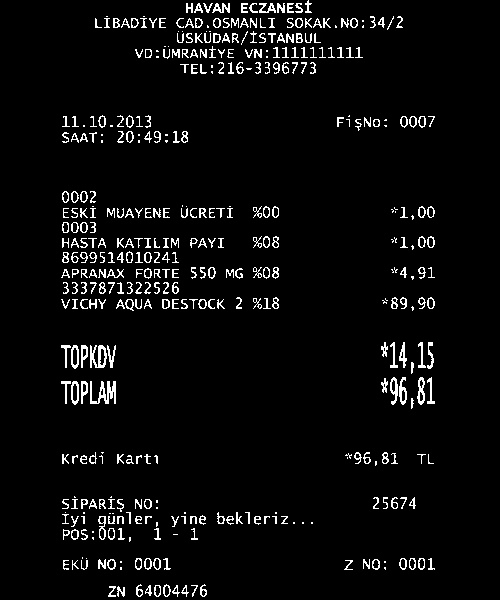 HAVAN ECZANESİ
LİBADİYE CAD.OSMANLI SOKAK.NO:34/2
ÜSKÜDAR/İSTANBUL
VD:ÜMRANİYE VN:1111111111
TEL:216-3396773
11.10.2013 FişNo: 0007
SAAT: 20:49:18
0002
ESKİ MUAYENE ÜCRETİ %00 *1,00
0003
HASTA KATILIM PAYI %08 *1,00
8699514010241
APRANAX FORTE 550 MG %08 *4,91
3337871322526
VICHY AQUA DESTOCK 2 %18 *89,90
TOPKDV *14,15
TOPLAM *96,81
Kredi Kartı *96,81 TL
SİPARİŞ NO: 25674
İyi günler, yine bekleriz...
POS:001, 1 - 1
EKÜ NO: 0001 Z NO: 0001
ZN 64004476